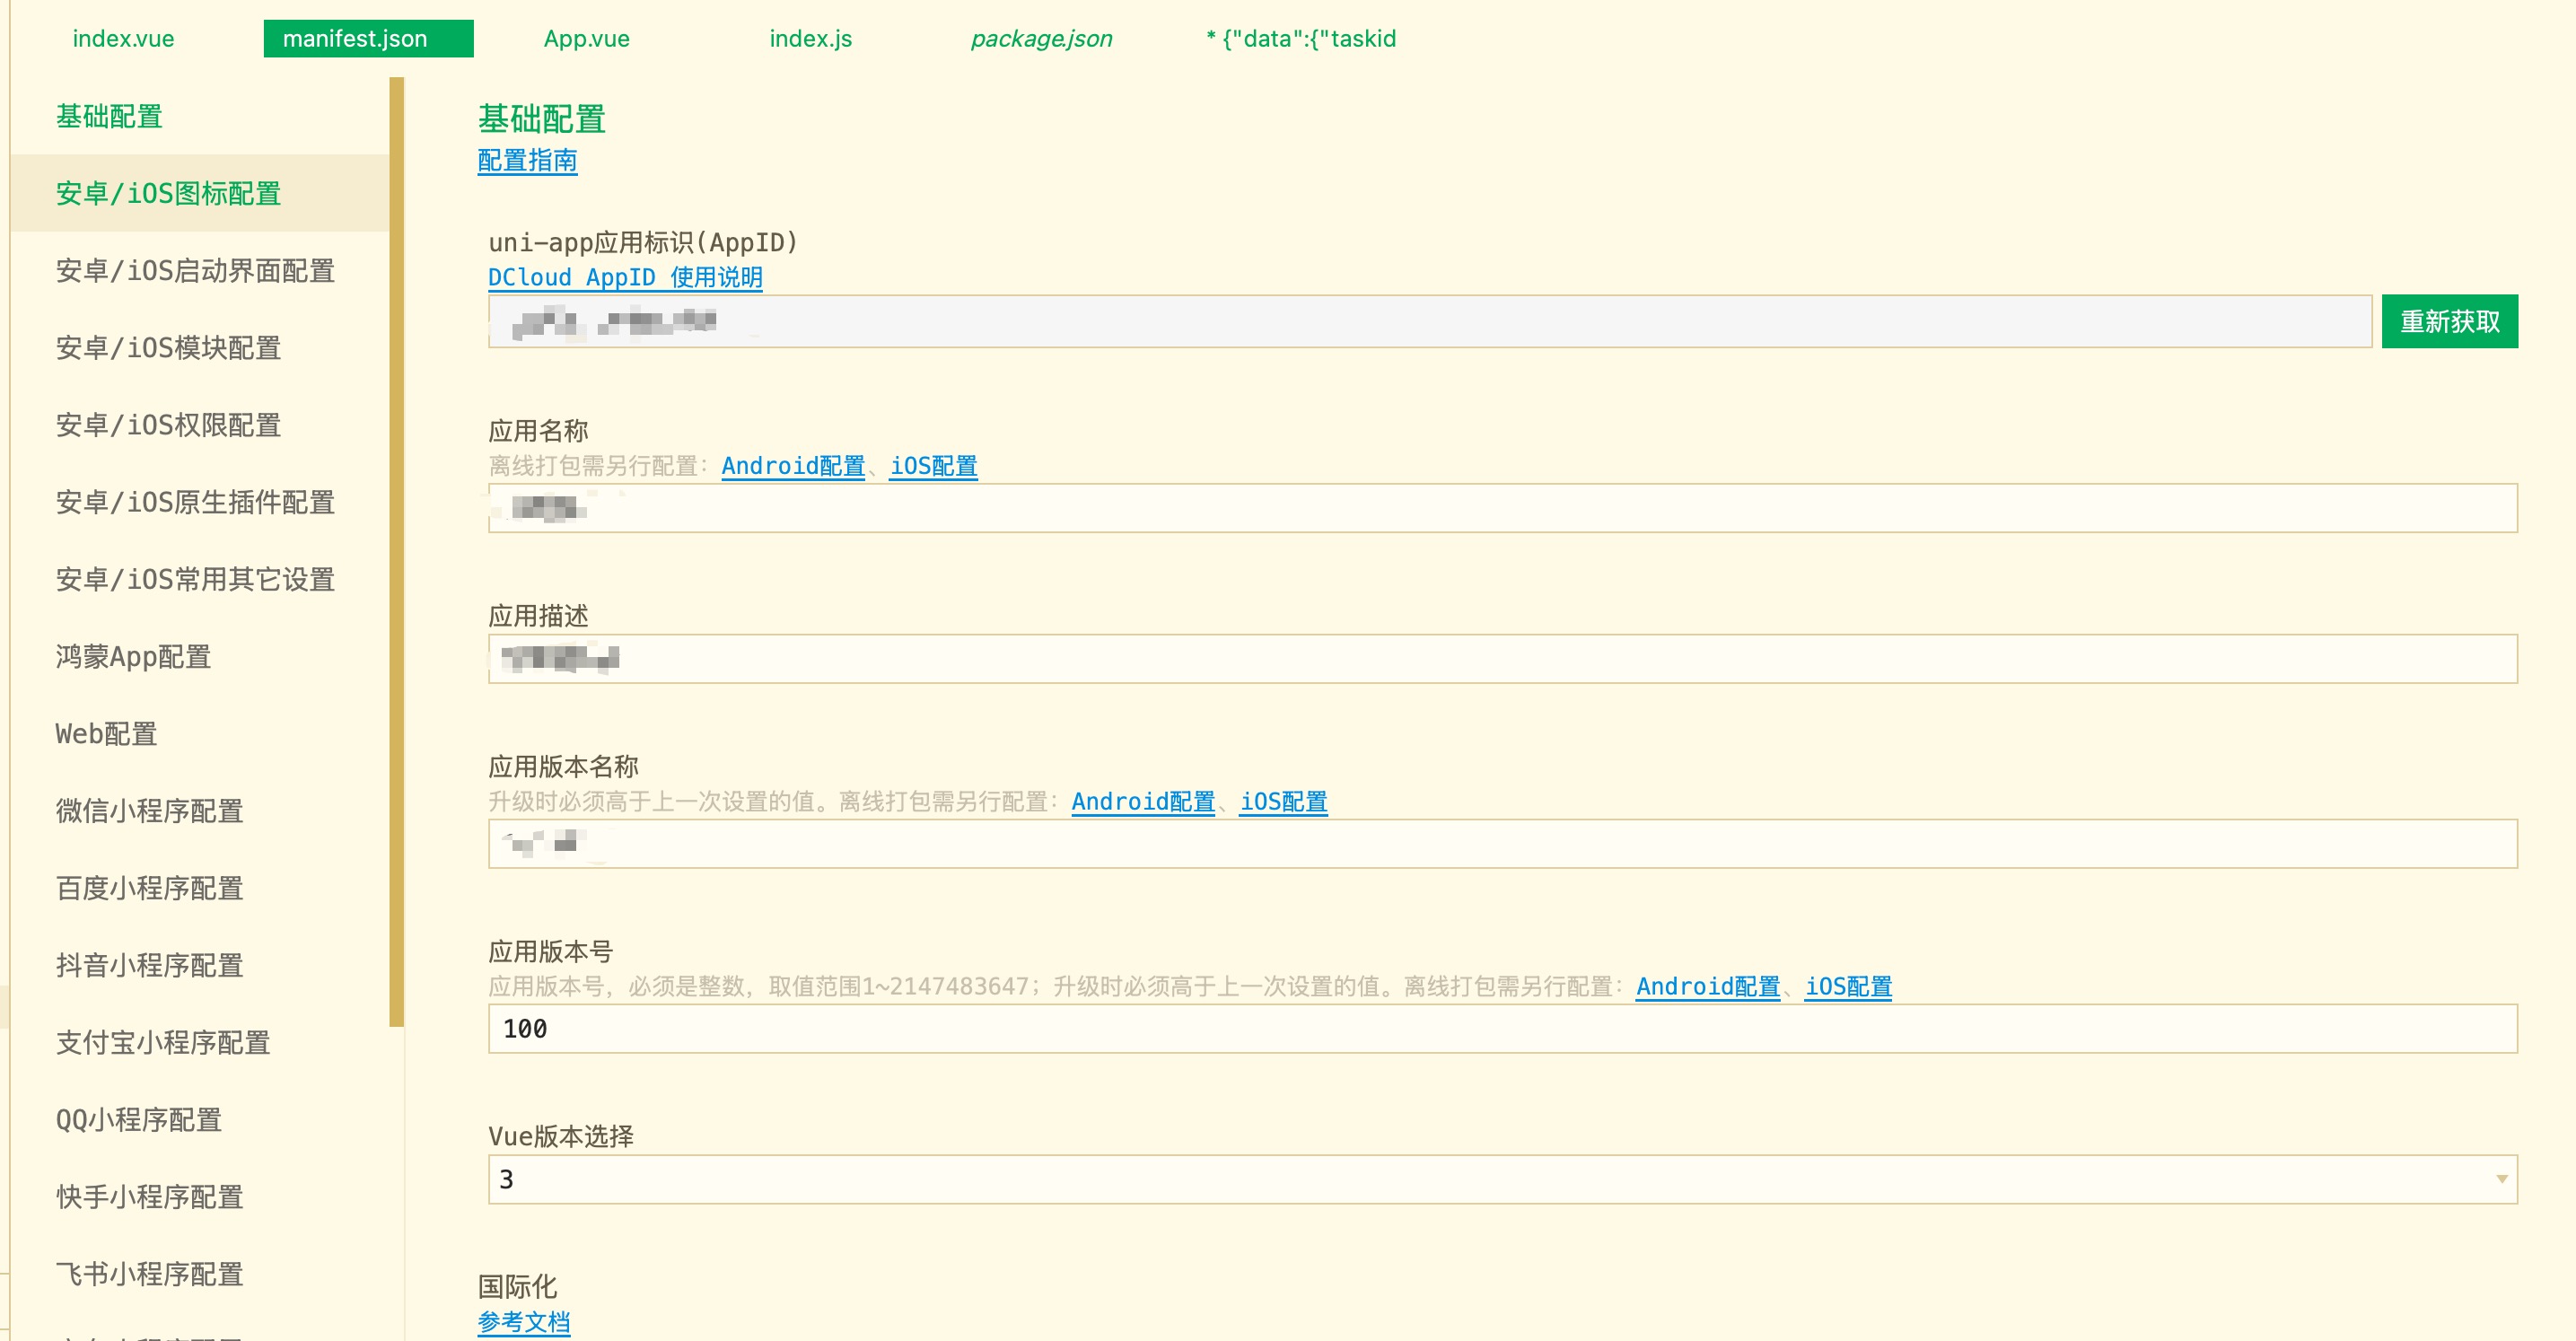 index.vue
manifest.json
App.vue
index.js
package.json
* {"data":{"taskid
基础配置
安卓/iOS图标配置
安卓/iOS启动界面配置
安卓/iOS模块配置
安卓/iOS权限配置
安卓/iOS原生插件配置
安卓/iOS常用其它设置
鸿蒙App配置
Web配置
微信小程序配置
百度小程序配置
抖音小程序配置
支付宝小程序配置
QQ小程序配置
快手小程序配置
飞书小程序配置
基础配置
配置指南
uni-app应用标识(AppID)
DCloud AppID 使用说明
重新获取
应用名称
离线打包需另行配置：Android配置、iOS配置
应用描述
应用版本名称
升级时必须高于上一次设置的值。离线打包需另行配置：Android配置、iOS配置
应用版本号
应用版本号，必须是整数，取值范围1~2147483647；升级时必须高于上一次设置的值。离线打包需另行配置：Android配置、iOS配置
100
Vue版本选择
3
国际化
参考文档